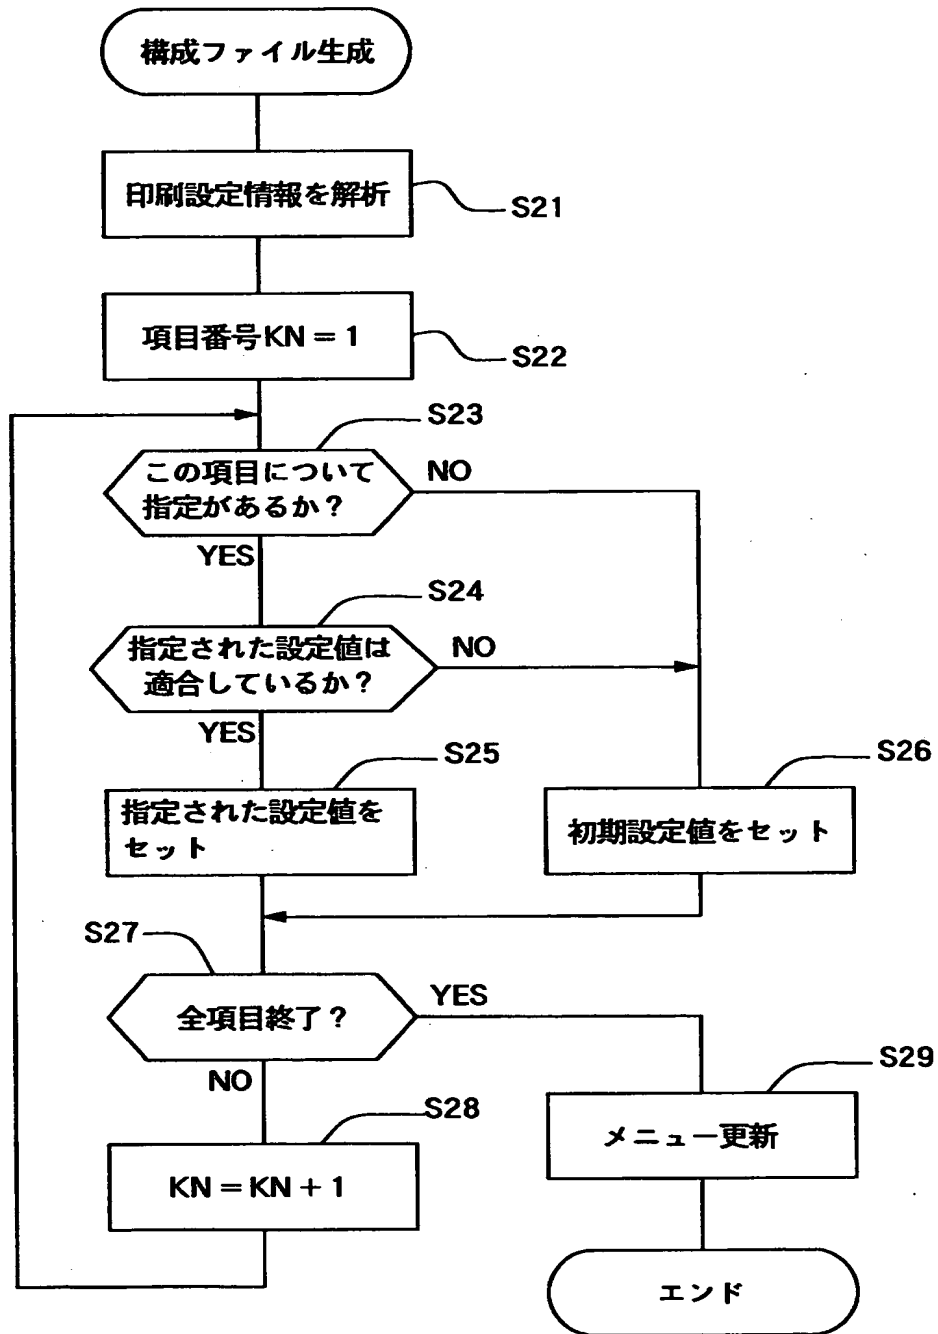 構成ファイル生成
印刷設定情報を解析
S21
項目番号KN = 1
S22
S23
この項目について
指定があるか？
NO
YES
S24
指定された設定値は
適合しているか？
NO
YES
S25
指定された設定値を
セット
S26
初期設定値をセット
S27
全項目終了？
YES
NO
S28
KN = KN + 1
S29
メニュー更新
エンド